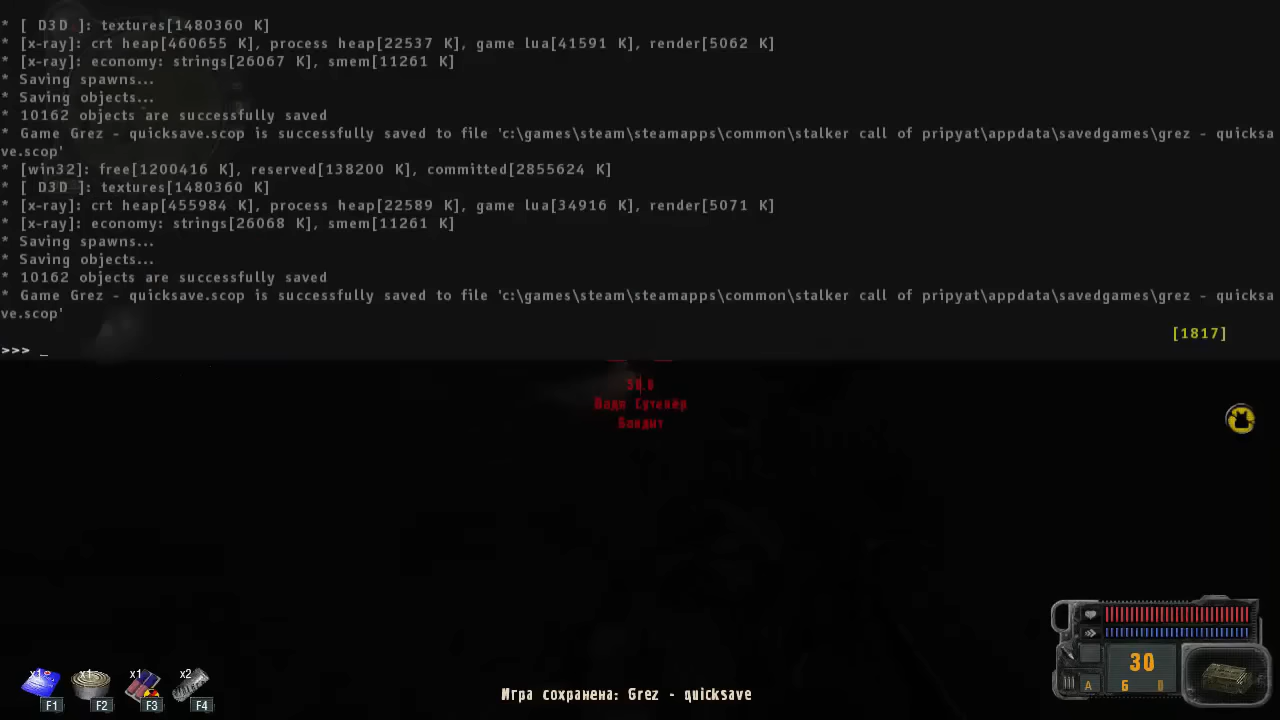 * [ D3D ]: textures[1480360 K]
* [x-ray]: crt heap[460655 K], process heap[22537 K], game lua[41591 K], render[5062 K]
* [x-ray]: economy: strings[26067 K], smem[11261 K]
* Saving spawns...
* Saving objects...
* 10162 objects are successfully saved
* Game Grez - quicksave.scop is successfully saved to file 'c:\games\steam\steamapps\common\stalker call of pripyat\appdata\savedgames\grez - quicksa
ve.scop'
* [win32]: free[1200416 K], reserved[138200 K], committed[2855624 K]
* [ D3D ]: textures[1480360 K]
* [x-ray]: crt heap[455984 K], process heap[22589 K], game lua[34916 K], render[5071 K]
* [x-ray]: economy: strings[26068 K], smem[11261 K]
* Saving spawns...
* Saving objects...
* 10162 objects are successfully saved
* Game Grez - quicksave.scop is successfully saved to file 'c:\games\steam\steamapps\common\stalker call of pripyat\appdata\savedgames\grez - quicksa
ve.scop'
[1817]
>>> _
Бандит
30
А Б 0
x1 x1 x1 x2
F1 F2 F3 F4
Игра сохранена: Grez - quicksave